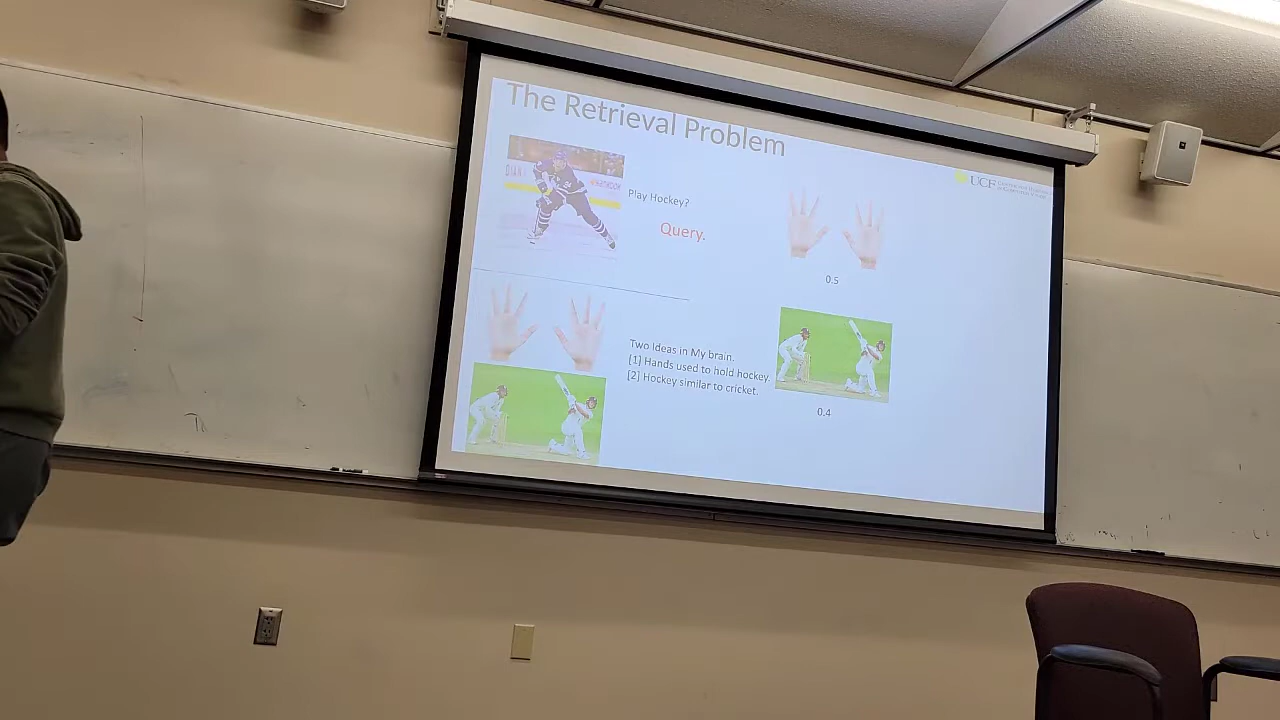 The Retrieval Problem
UCF
Play Hockey?
Query.
0.5
Two Ideas in My brain.
[1] Hands used to hold hockey.
[2] Hockey similar to cricket.
0.4